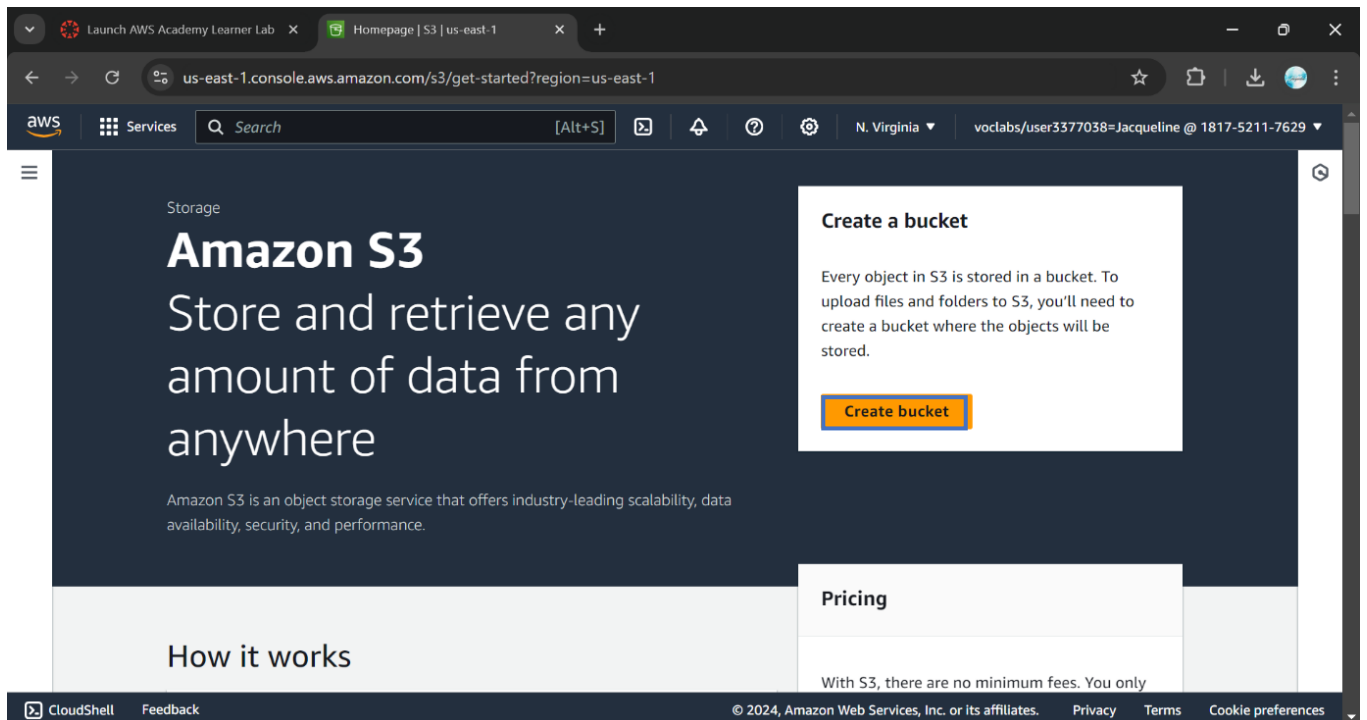 Launch AWS Academy Learner Lab
Homepage | S3 | us-east-1
us-east-1.console.aws.amazon.com/s3/get-started?region=us-east-1
aws
Services
Search
[Alt+S]
N. Virginia
voclabs/user3377038=Jacqueline @ 1817-5211-7629
Storage
Amazon S3
Store and retrieve any
amount of data from
anywhere
Amazon S3 is an object storage service that offers industry-leading scalability, data
availability, security, and performance.
Create a bucket
Every object in S3 is stored in a bucket. To
upload files and folders to S3, you'll need to
create a bucket where the objects will be
stored.
Create bucket
How it works
Pricing
With S3, there are no minimum fees. You only
CloudShell
Feedback
© 2024, Amazon Web Services, Inc. or its affiliates.
Privacy
Terms
Cookie preferences